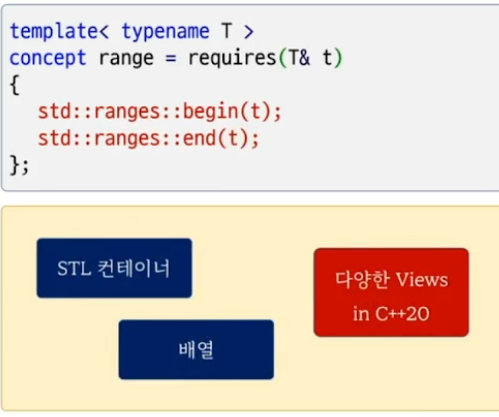 template< typename T >
concept range = requires(T& t)
{
std::ranges::begin(t);
std::ranges::end(t);
};
STL 컨테이너
배열
다양한 Views
in C++20